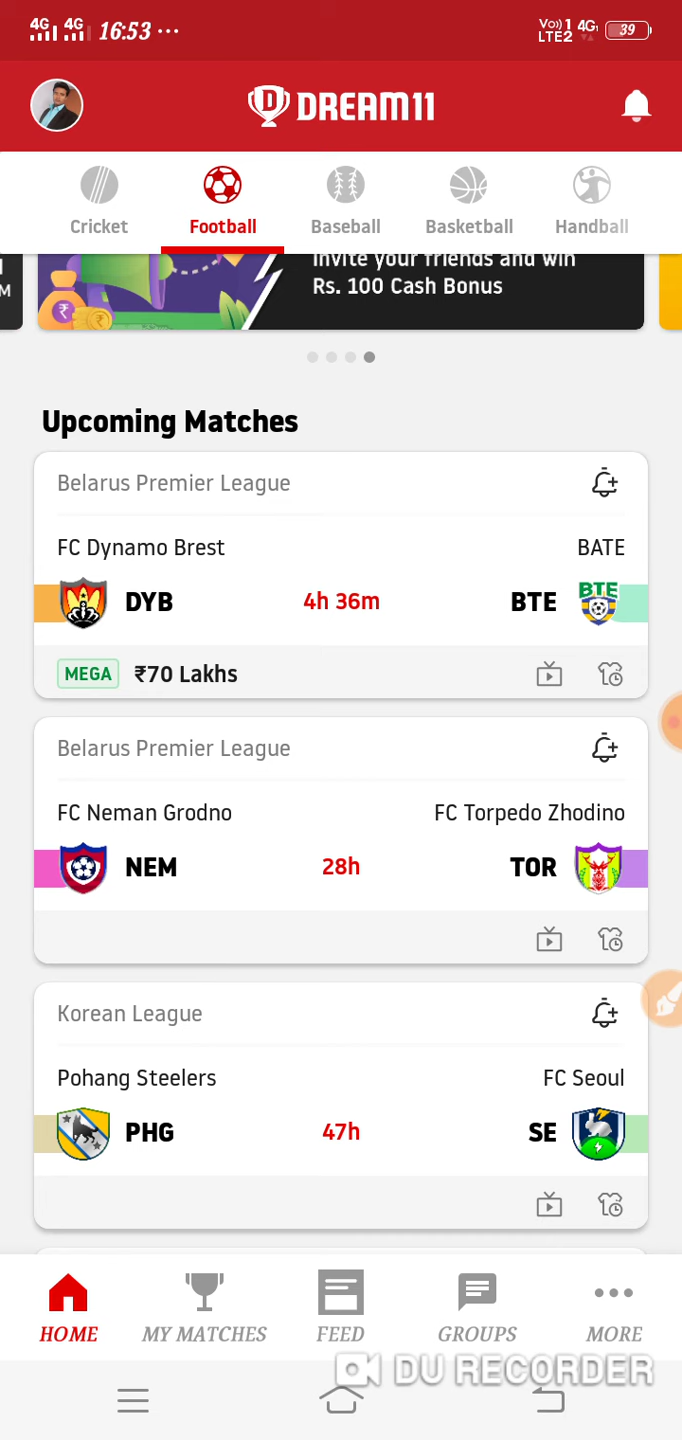 4G 4G 16:53 ... Vo)) 1 4G 39
LTE2
DREAM11
Cricket Football Baseball Basketball Handball
M Invite your friends and win
Rs. 100 Cash Bonus
Upcoming Matches
Belarus Premier League
FC Dynamo Brest BATE
DYB 4h 36m BTE BTE
MEGA ₹70 Lakhs
Belarus Premier League
FC Neman Grodno FC Torpedo Zhodino
NEM 28h TOR
Korean League
Pohang Steelers FC Seoul
PHG 47h SE
HOME MY MATCHES FEED GROUPS MORE
DU RECORDER